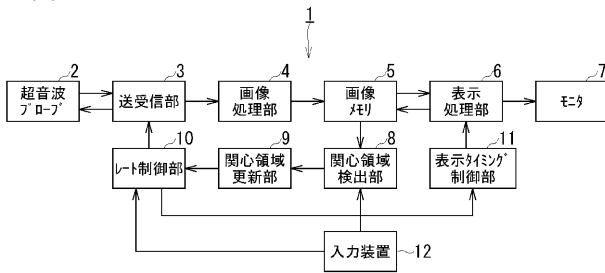 1
2
3
4
5
6
7
超音波
ﾌﾟﾛｰﾌﾞ
送受信部
画像
処理部
画像
ﾒﾓﾘ
表示
処理部
ﾓﾆﾀ
10
9
8
11
ﾚｰﾄ制御部
関心領域
更新部
関心領域
検出部
表示ﾀｲﾐﾝｸﾞ
制御部
入力装置
12